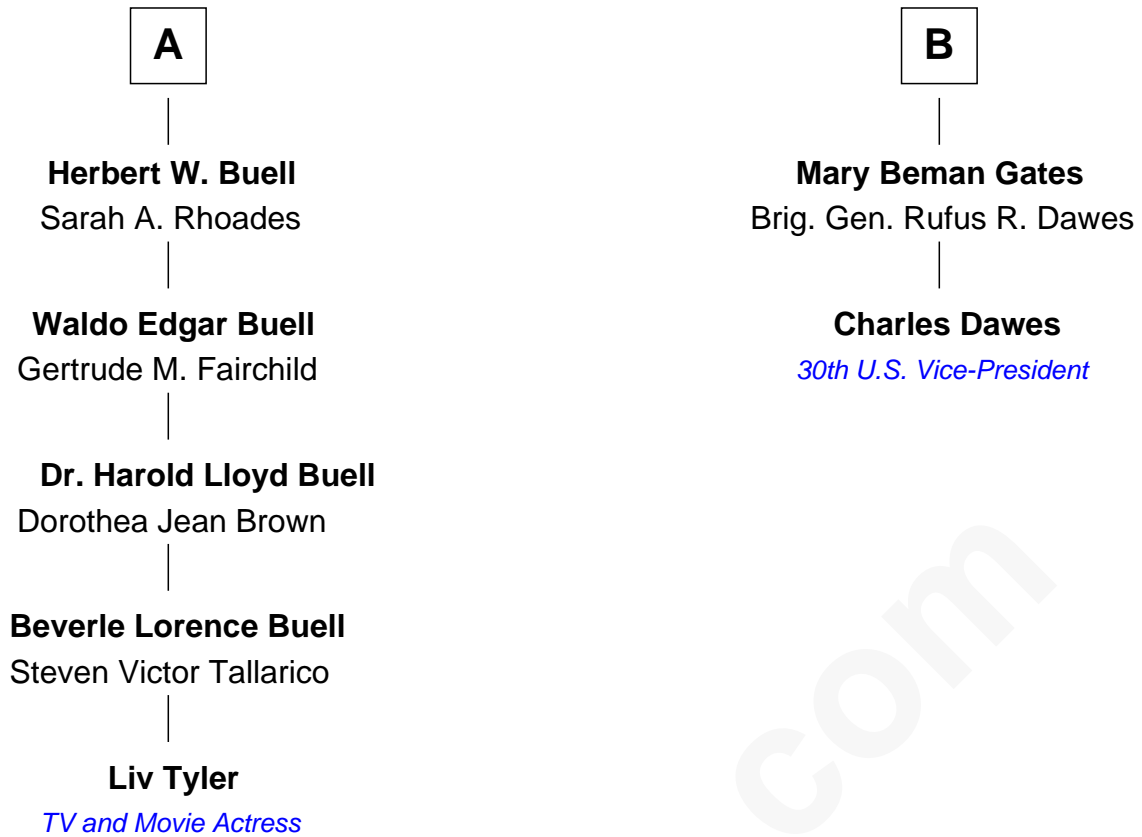 A
Herbert W. Buell
Sarah A. Rhoades
Waldo Edgar Buell
Gertrude M. Fairchild
Dr. Harold Lloyd Buell
Dorothea Jean Brown
Beverle Lorence Buell
Steven Victor Tallarico
Liv Tyler
TV and Movie Actress
B
Mary Beman Gates
Brig. Gen. Rufus R. Dawes
Charles Dawes
30th U.S. Vice-President
com